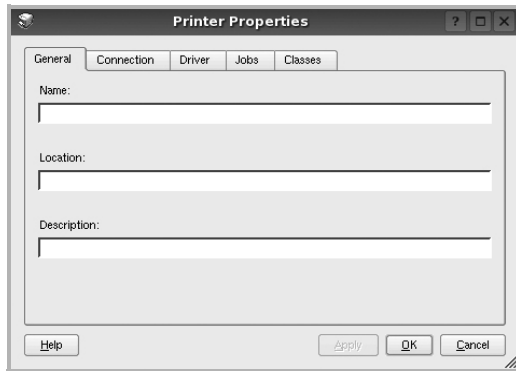 Printer Properties
General Connection Driver Jobs Classes
Name:
Location:
Description:
Help Apply OK Cancel